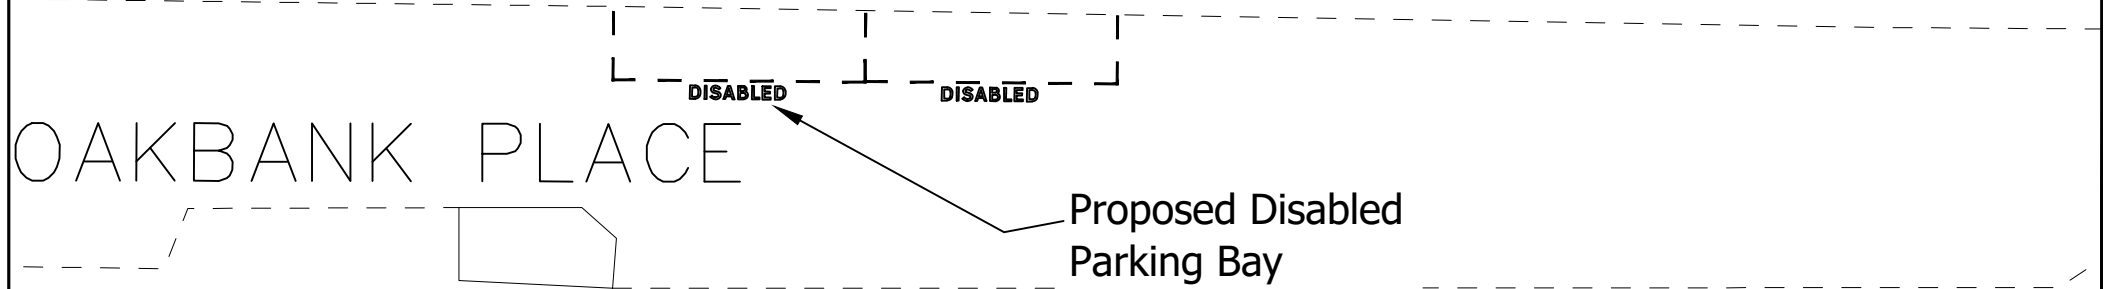 DISABLED DISABLED
OAKBANK PLACE
Proposed Disabled
Parking Bay